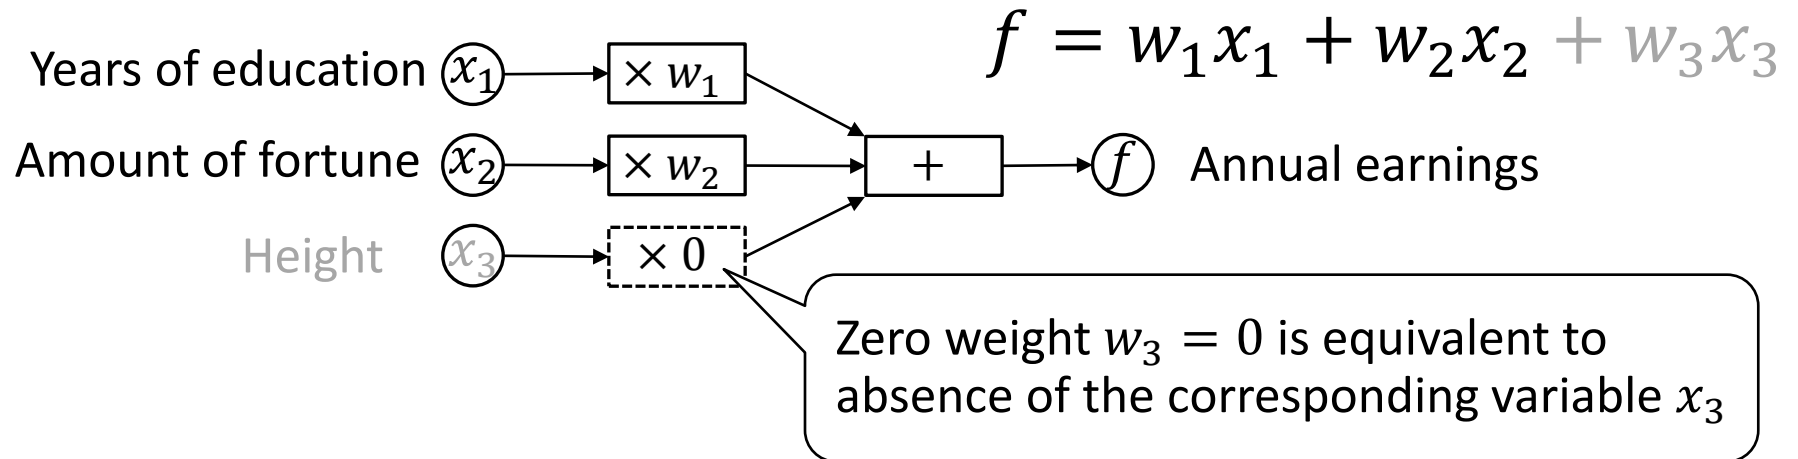 f = w₁x₁ + w₂x₂ + w₃x₃
Years of education x₁ × w₁
Amount of fortune x₂ × w₂ + f Annual earnings
Height x₃ × 0
Zero weight w₃ = 0 is equivalent to
absence of the corresponding variable x₃